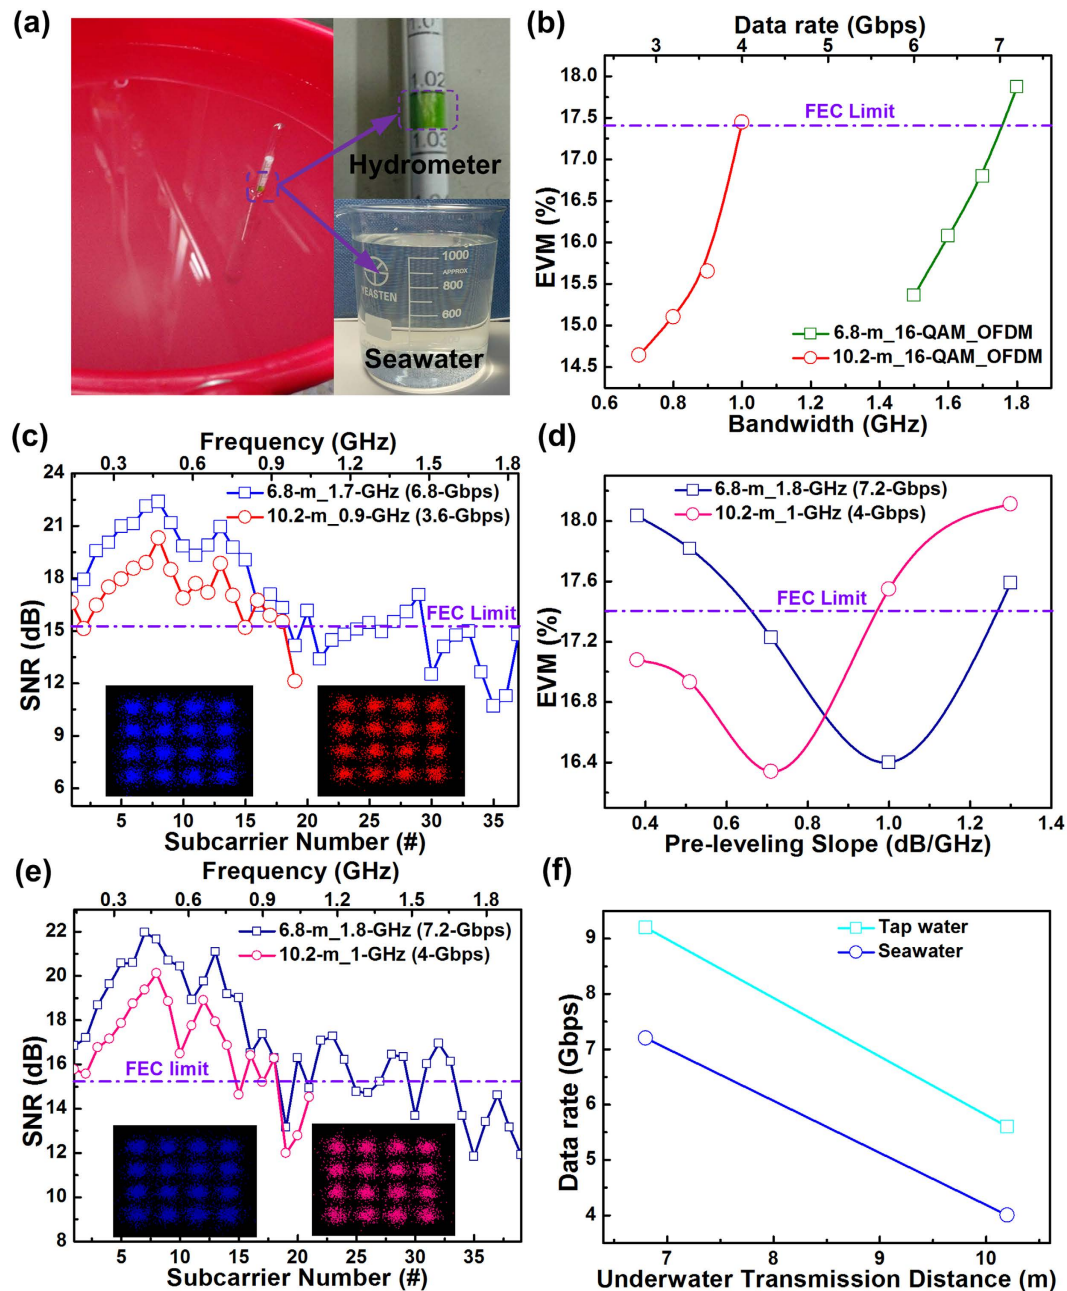 (a)
1.02
1.03
Hydrometer
1000
APPROX
800
YEASTEN
600
Seawater
(b)
Data rate (Gbps)
3 4 5 6 7
18.0
17.5
17.0
16.5
16.0
15.5
15.0
14.5
EVM (%)
FEC Limit
6.8-m_16-QAM_OFDM
10.2-m_16-QAM_OFDM
0.6 0.8 1.0 1.2 1.4 1.6 1.8
Bandwidth (GHz)
(c)
Frequency (GHz)
0.3 0.6 0.9 1.2 1.5 1.8
24
21
18
15
12
9
6
SNR (dB)
6.8-m_1.7-GHz (6.8-Gbps)
10.2-m_0.9-GHz (3.6-Gbps)
FEC Limit
5 10 15 20 25 30 35
Subcarrier Number (#)
(d)
18.0
17.6
17.2
16.8
16.4
EVM (%)
6.8-m_1.8-GHz (7.2-Gbps)
10.2-m_1-GHz (4-Gbps)
FEC Limit
0.4 0.6 0.8 1.0 1.2 1.4
Pre-leveling Slope (dB/GHz)
(e)
Frequency (GHz)
0.3 0.6 0.9 1.2 1.5 1.8
22
20
18
16
14
12
10
8
SNR (dB)
6.8-m_1.8-GHz (7.2-Gbps)
10.2-m_1-GHz (4-Gbps)
FEC limit
5 10 15 20 25 30 35
Subcarrier Number (#)
(f)
9
8
7
6
5
4
Data rate (Gbps)
Tap water
Seawater
7 8 9 10
Underwater Transmission Distance (m)